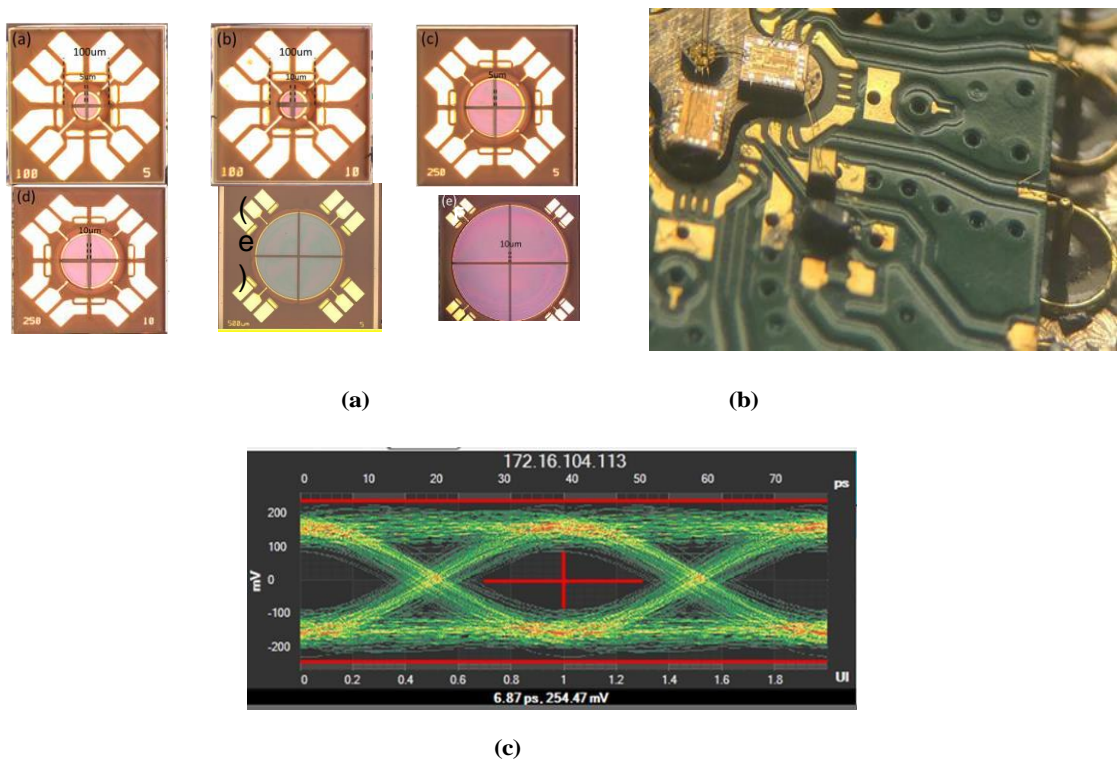 (a)
100um
5um
100
5
(b)
100um
10um
100
10
(c)
5um
250
5
(d)
10um
250
10
(
e
)
500um
5
(e)
10um
(a)
(b)
172.16.104.113
0 10 20 30 40 50 60 70 ps
200
100
0
-100
-200
mV
0 0.2 0.4 0.6 0.8 1 1.2 1.4 1.6 1.8 UI
6.87 ps, 254.47 mV
(c)